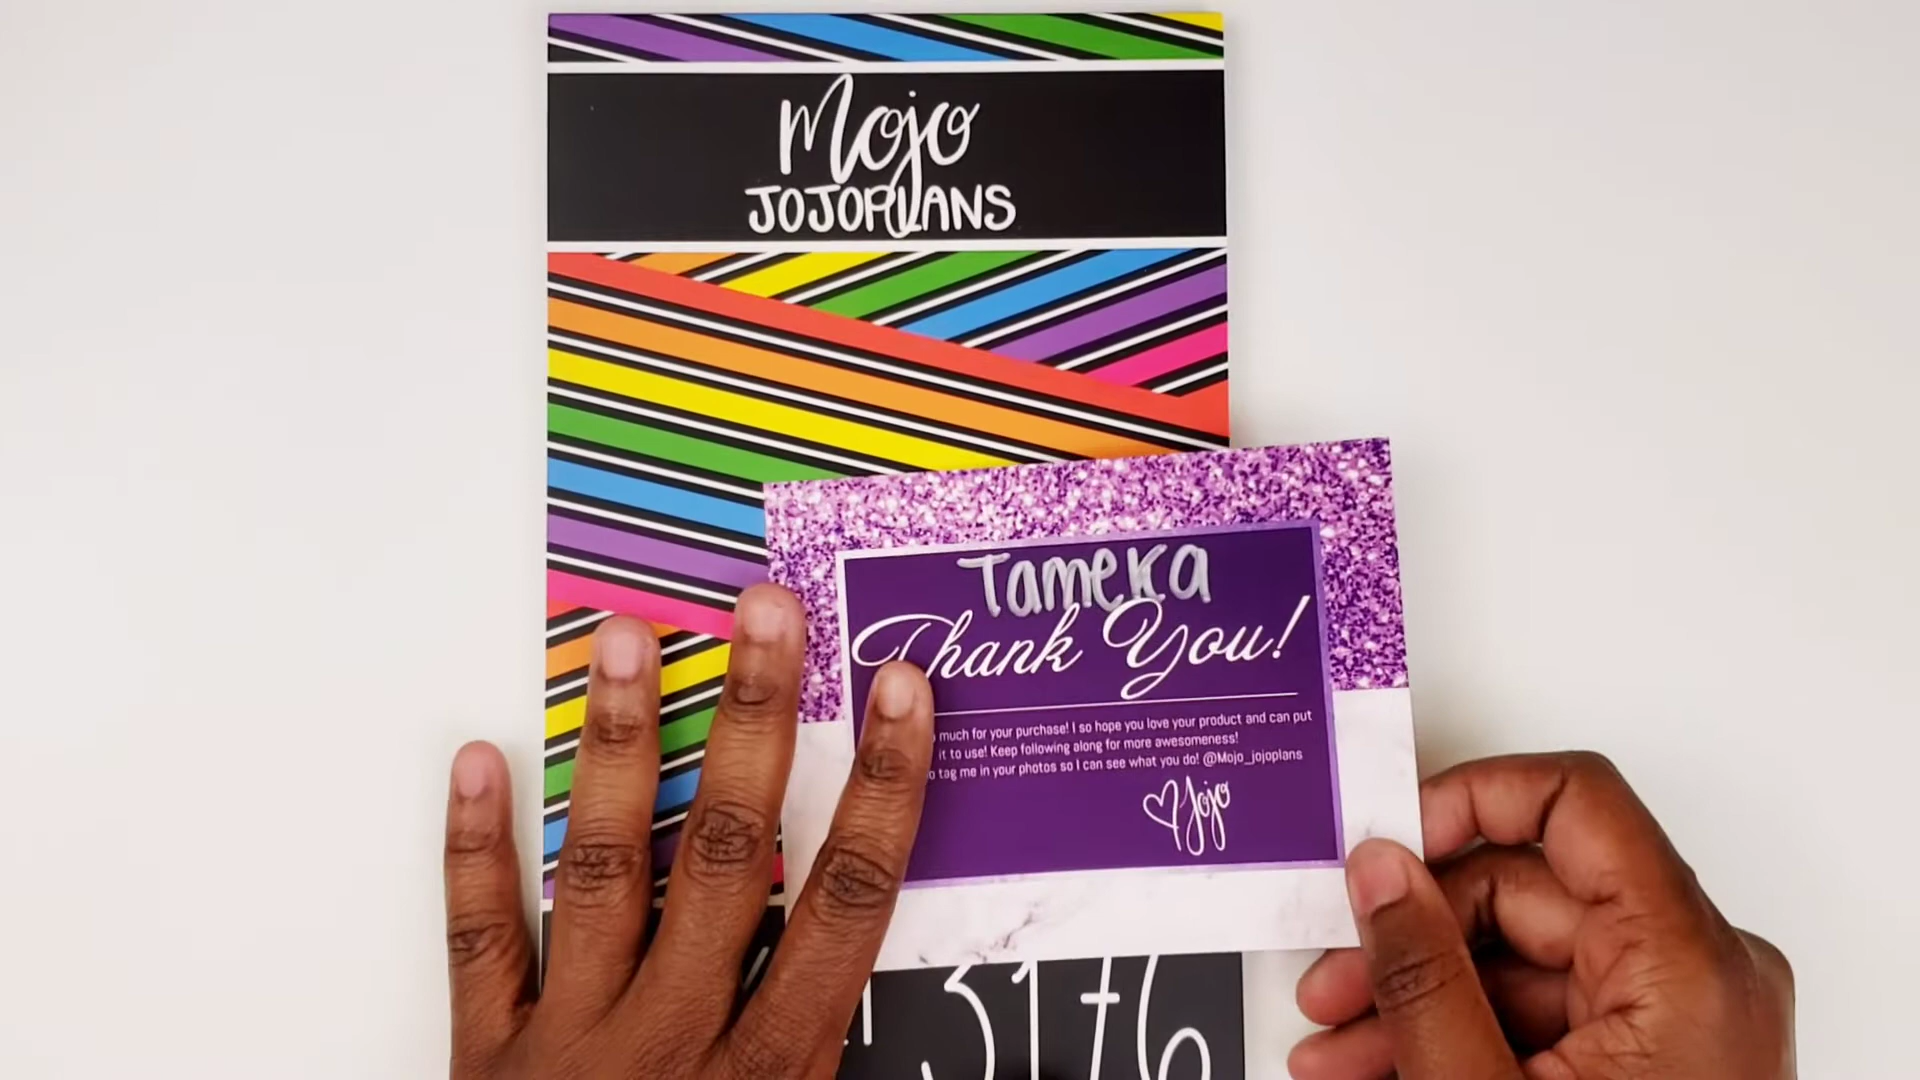 Mojo
JOJOPLANS
Tameka
Thank You!
much for your purchase! I so hope you love your product and can put
it to use! Keep following along for more awesomeness!
tag me in your photos so I can see what you do! @Mojo_jojoplans
Jojo